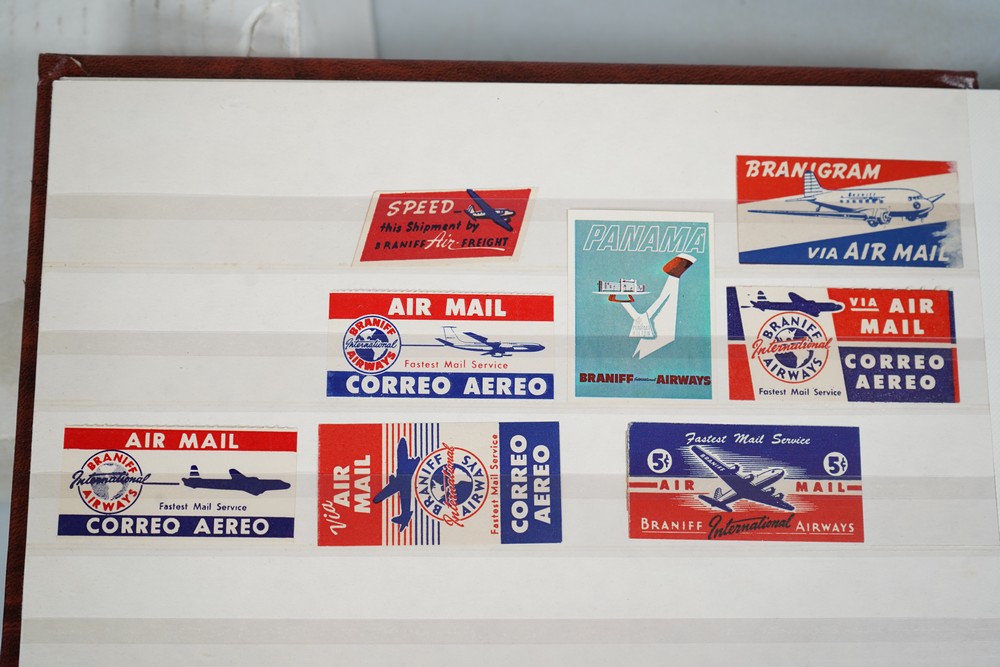 SPEED
this Shipment by
BRANIFF Air FREIGHT
PANAMA
BRANIFF International AIRWAYS
BRANIGRAM
BRANIFF
VIA AIR MAIL
AIR MAIL
BRANIFF
International
AIRWAYS
Fastest Mail Service
CORREO AEREO
VIA AIR
MAIL
BRANIFF
International
AIRWAYS
CORREO
AEREO
Fastest Mail Service
AIR MAIL
BRANIFF
International
AIRWAYS
Fastest Mail Service
CORREO AEREO
Via
AIR
MAIL
BRANIFF
International
AIRWAYS
Fastest Mail Service
CORREO
AEREO
Fastest Mail Service
5¢ 5¢
BRANIFF
AIR MAIL
BRANIFF International AIRWAYS